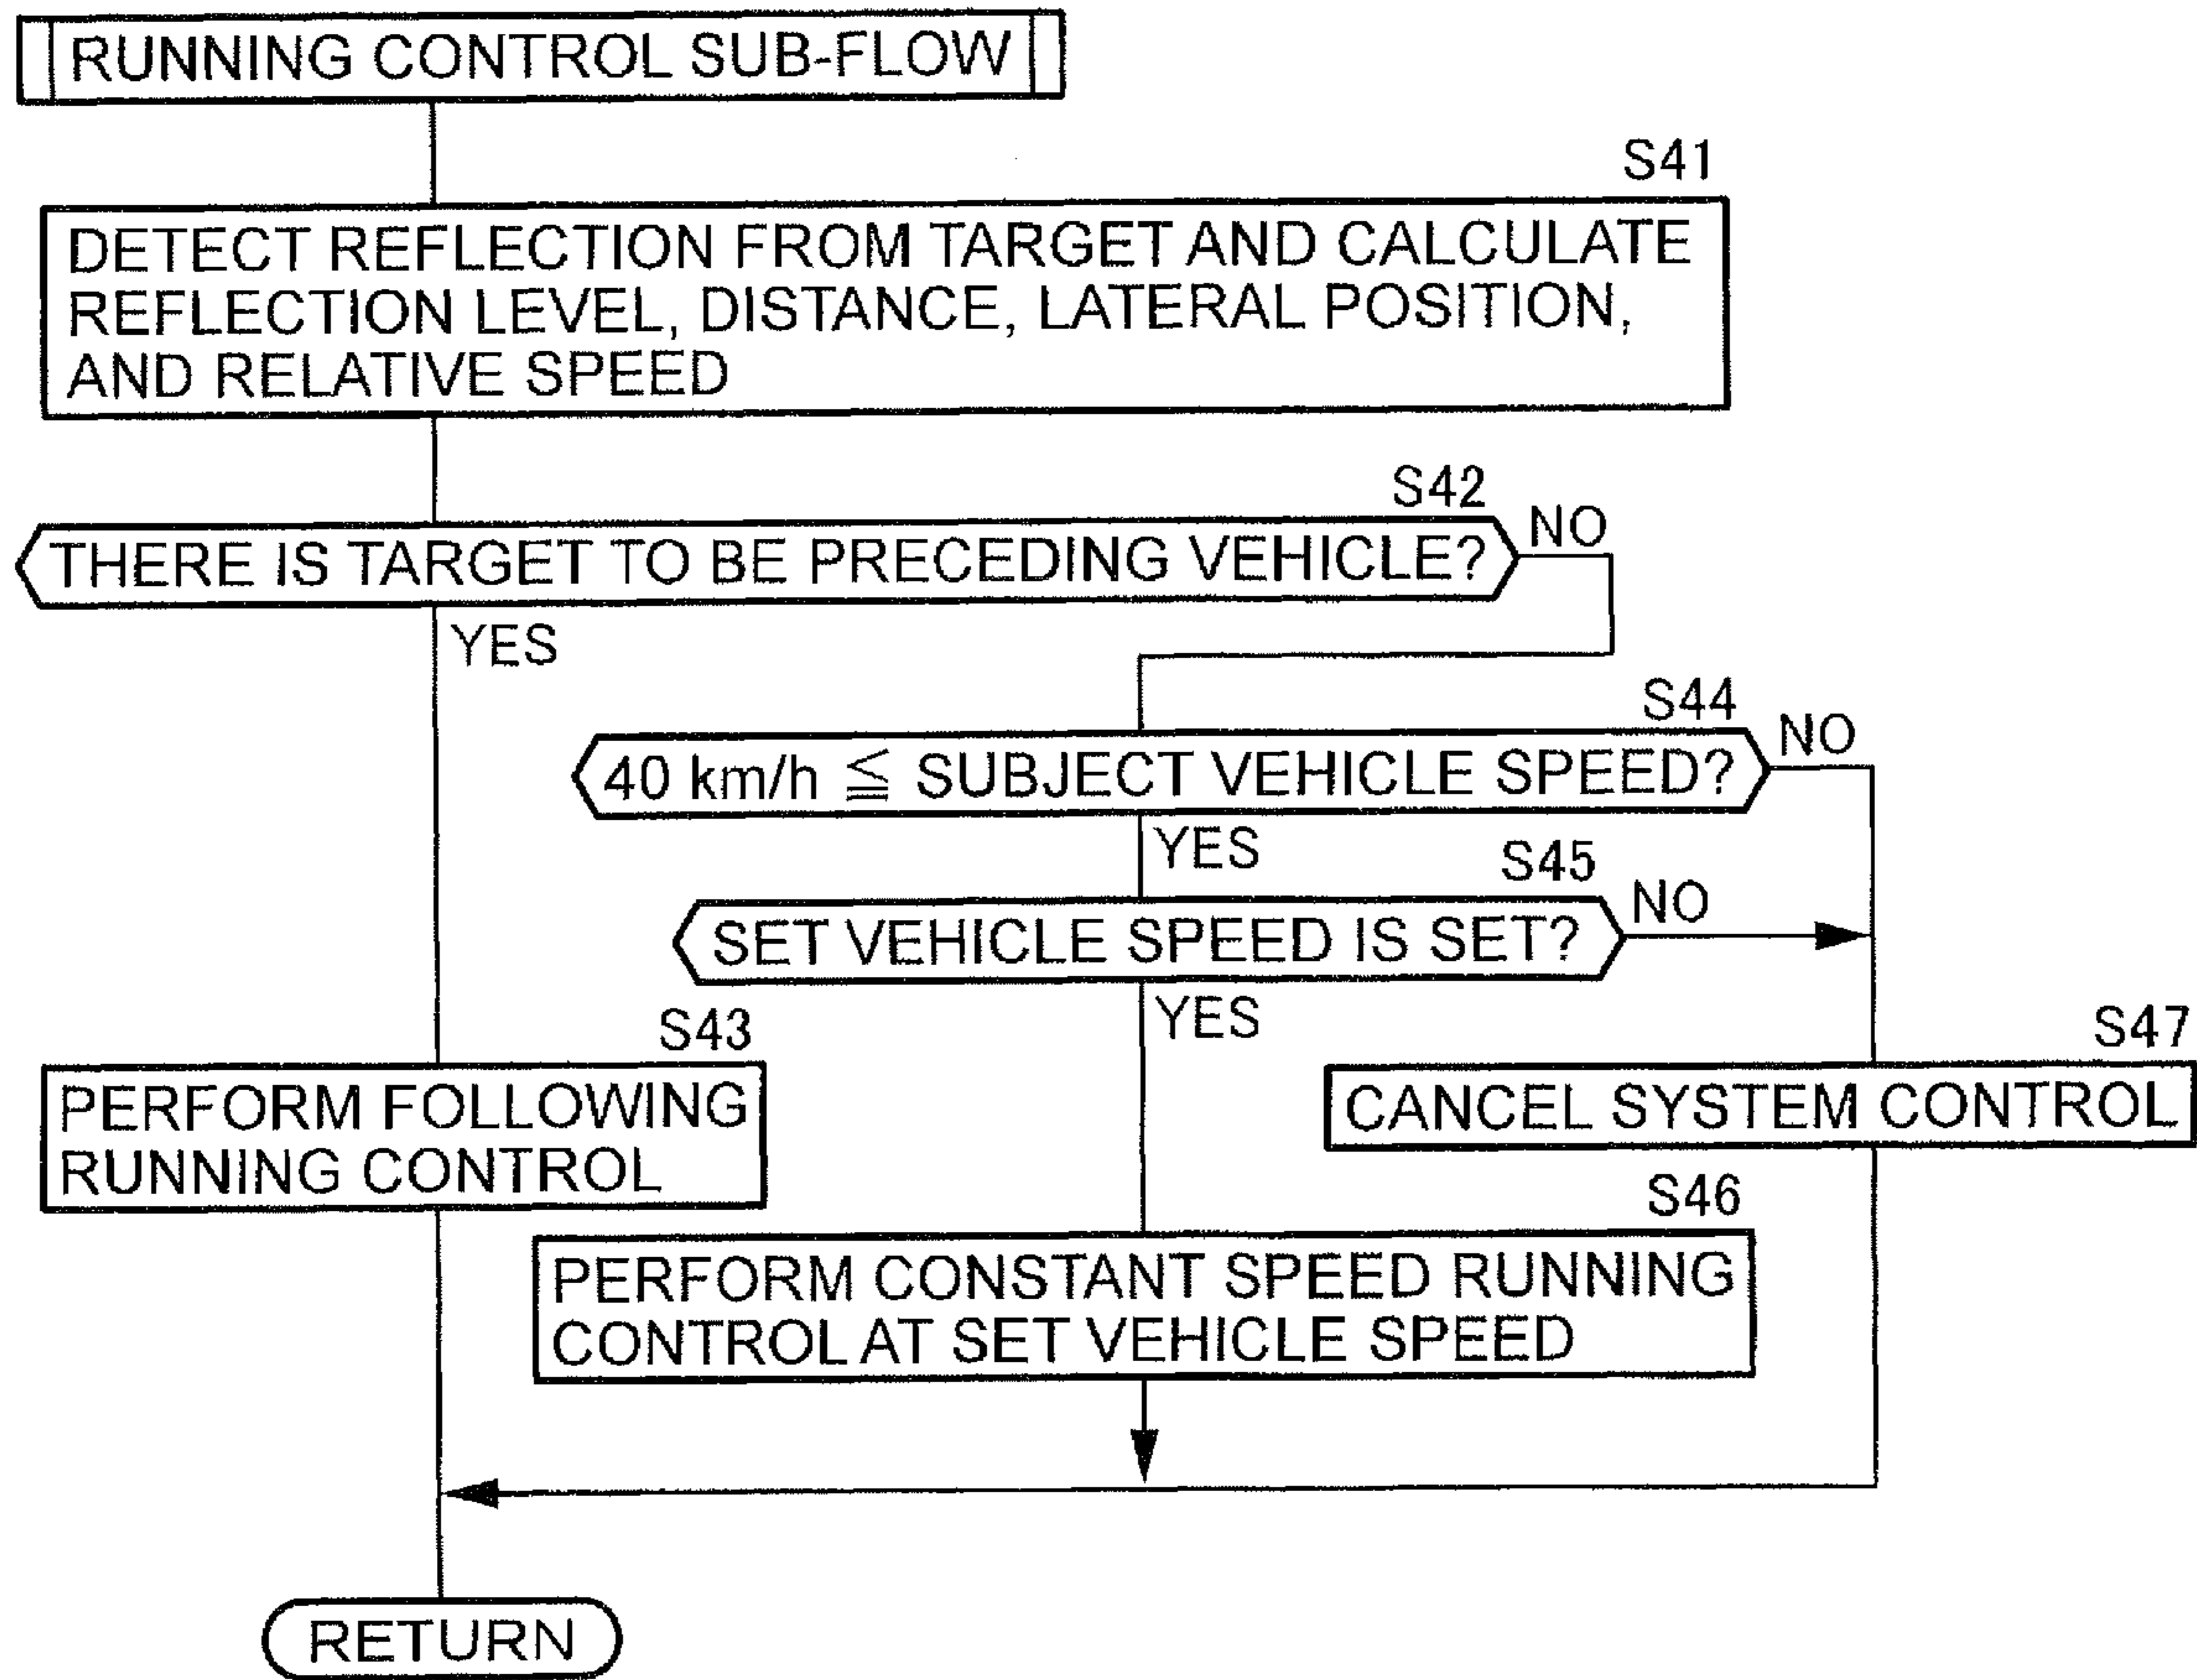 RUNNING CONTROL SUB-FLOW
S41
DETECT REFLECTION FROM TARGET AND CALCULATE
REFLECTION LEVEL, DISTANCE, LATERAL POSITION,
AND RELATIVE SPEED
S42
THERE IS TARGET TO BE PRECEDING VEHICLE?
NO
YES
S44
40 km/h ≦ SUBJECT VEHICLE SPEED?
NO
YES
S45
SET VEHICLE SPEED IS SET?
NO
YES
S43
PERFORM FOLLOWING
RUNNING CONTROL
S47
CANCEL SYSTEM CONTROL
S46
PERFORM CONSTANT SPEED RUNNING
CONTROL AT SET VEHICLE SPEED
RETURN